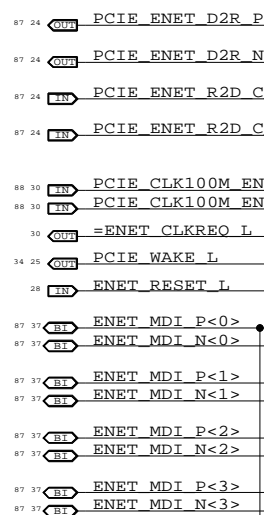 87 24 OUT PCIE_ENET_D2R_P
87 24 OUT PCIE_ENET_D2R_N
87 24 IN PCIE_ENET_R2D_C
87 24 IN PCIE_ENET_R2D_C
88 30 IN PCIE_CLK100M_EN
88 30 IN PCIE_CLK100M_EN
30 OUT =ENET_CLKREQ_L
34 25 OUT PCIE_WAKE_L
28 IN ENET_RESET_L
87 37 BI ENET_MDI_P<0>
87 37 BI ENET_MDI_N<0>
87 37 BI ENET_MDI_P<1>
87 37 BI ENET_MDI_N<1>
87 37 BI ENET_MDI_P<2>
87 37 BI ENET_MDI_N<2>
87 37 BI ENET_MDI_P<3>
87 37 BI ENET_MDI_N<3>